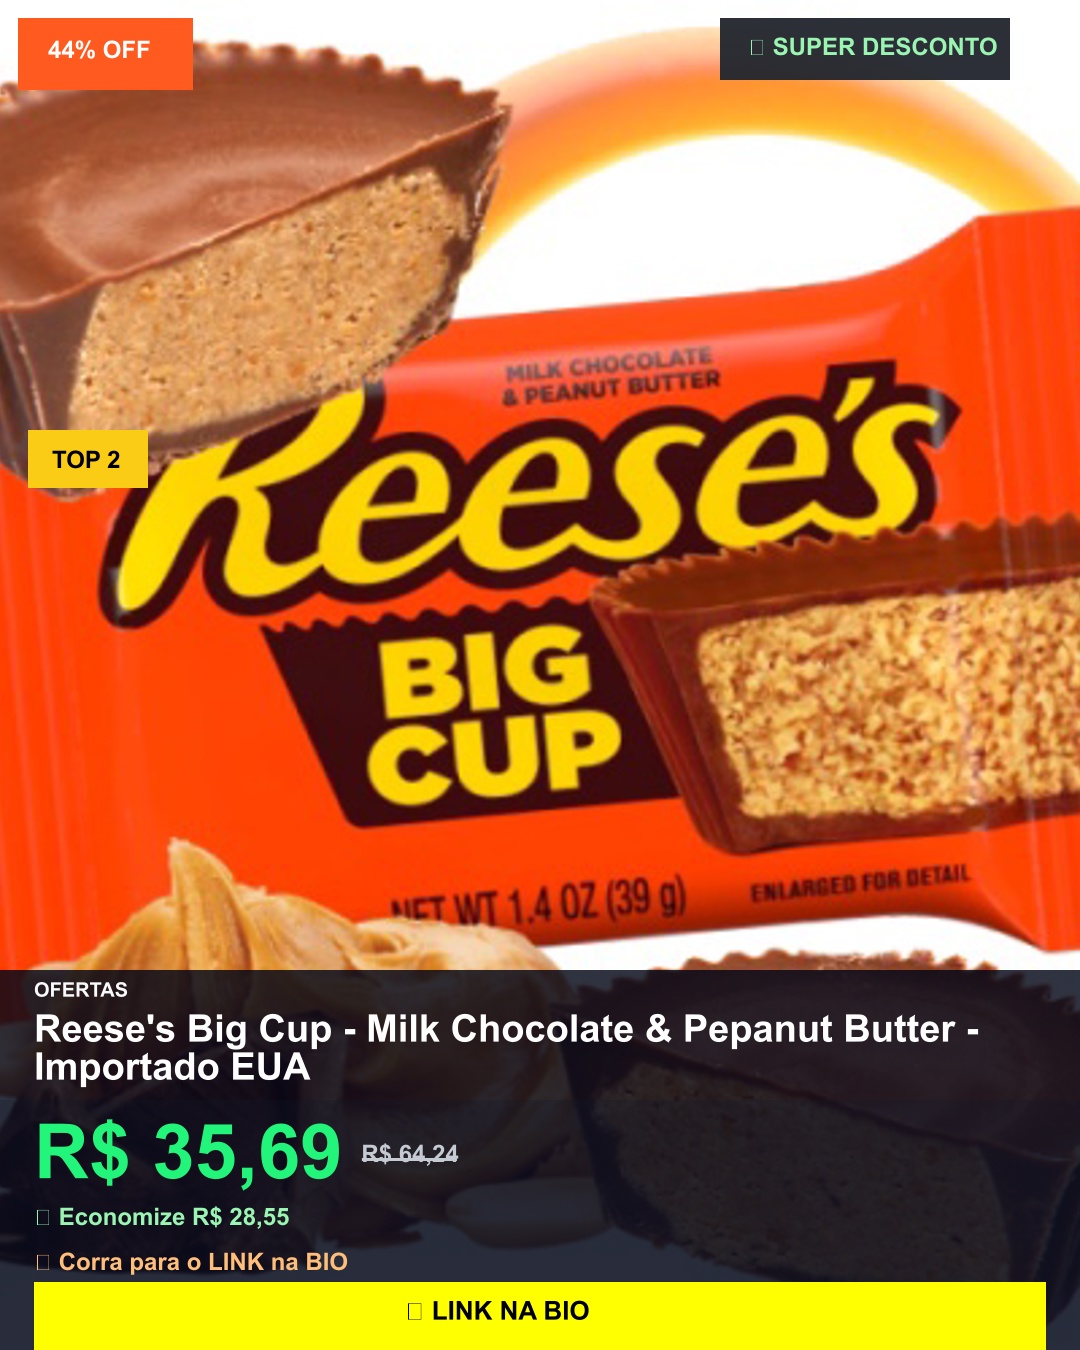 44% OFF
SUPER DESCONTO
MILK CHOCOLATE
& PEANUT BUTTER
Reese's
TOP 2
BIG
CUP
NET WT 1.4 OZ (39 g)
ENLARGED FOR DETAIL
OFERTAS
Reese's Big Cup - Milk Chocolate & Pepanut Butter -
Importado EUA
R$ 35,69 R$ 64,24
Economize R$ 28,55
Corra para o LINK na BIO
LINK NA BIO